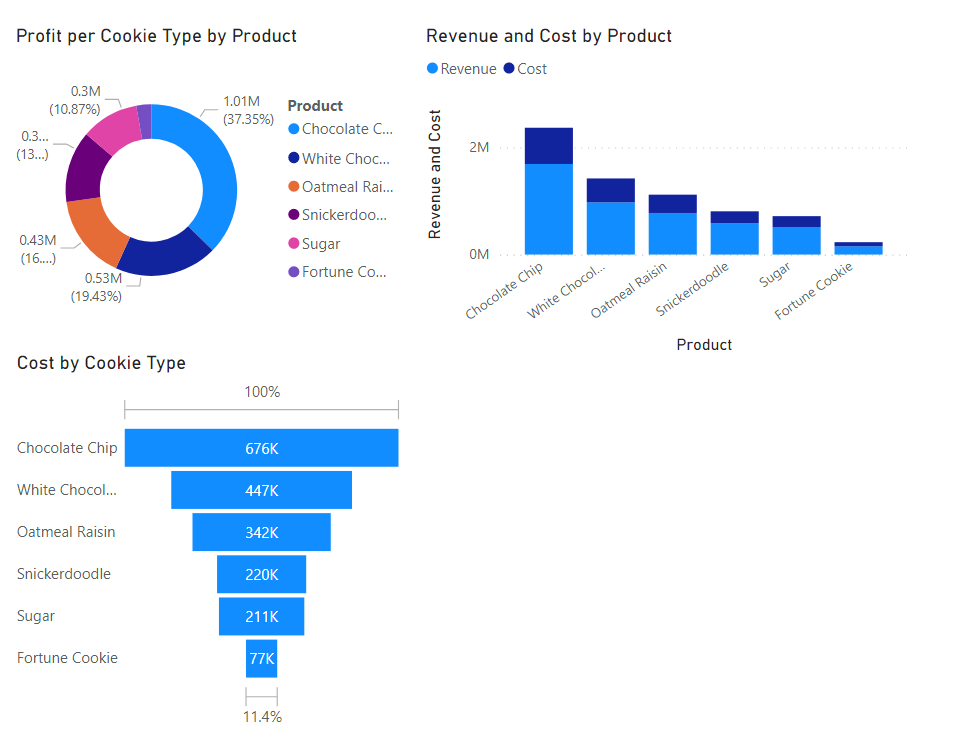 Profit per Cookie Type by Product
0.3M
(10.87%)
1.01M
(37.35%)
0.3...
(13...)
0.43M
(16....)
0.53M
(19.43%)
Product
Chocolate C...
White Choc...
Oatmeal Rai...
Snickerdoo...
Sugar
Fortune Co...
Revenue and Cost by Product
Revenue Cost
Revenue and Cost
2M
0M
Chocolate Chip
White Chocol...
Oatmeal Raisin
Snickerdoodle
Sugar
Fortune Cookie
Product
Cost by Cookie Type
100%
Chocolate Chip 676K
White Chocol... 447K
Oatmeal Raisin 342K
Snickerdoodle 220K
Sugar 211K
Fortune Cookie 77K
11.4%